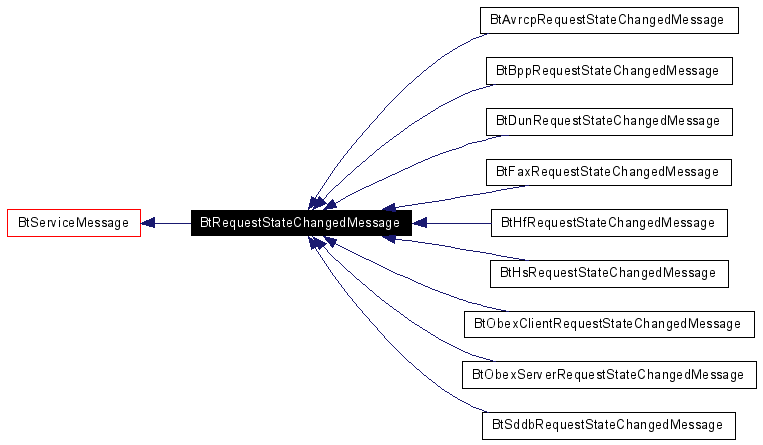 BtAvrcpRequestStateChangedMessage
BtBppRequestStateChangedMessage
BtDunRequestStateChangedMessage
BtFaxRequestStateChangedMessage
BtServiceMessage
BtRequestStateChangedMessage
BtHfRequestStateChangedMessage
BtHsRequestStateChangedMessage
BtObexClientRequestStateChangedMessage
BtObexServerRequestStateChangedMessage
BtSddbRequestStateChangedMessage